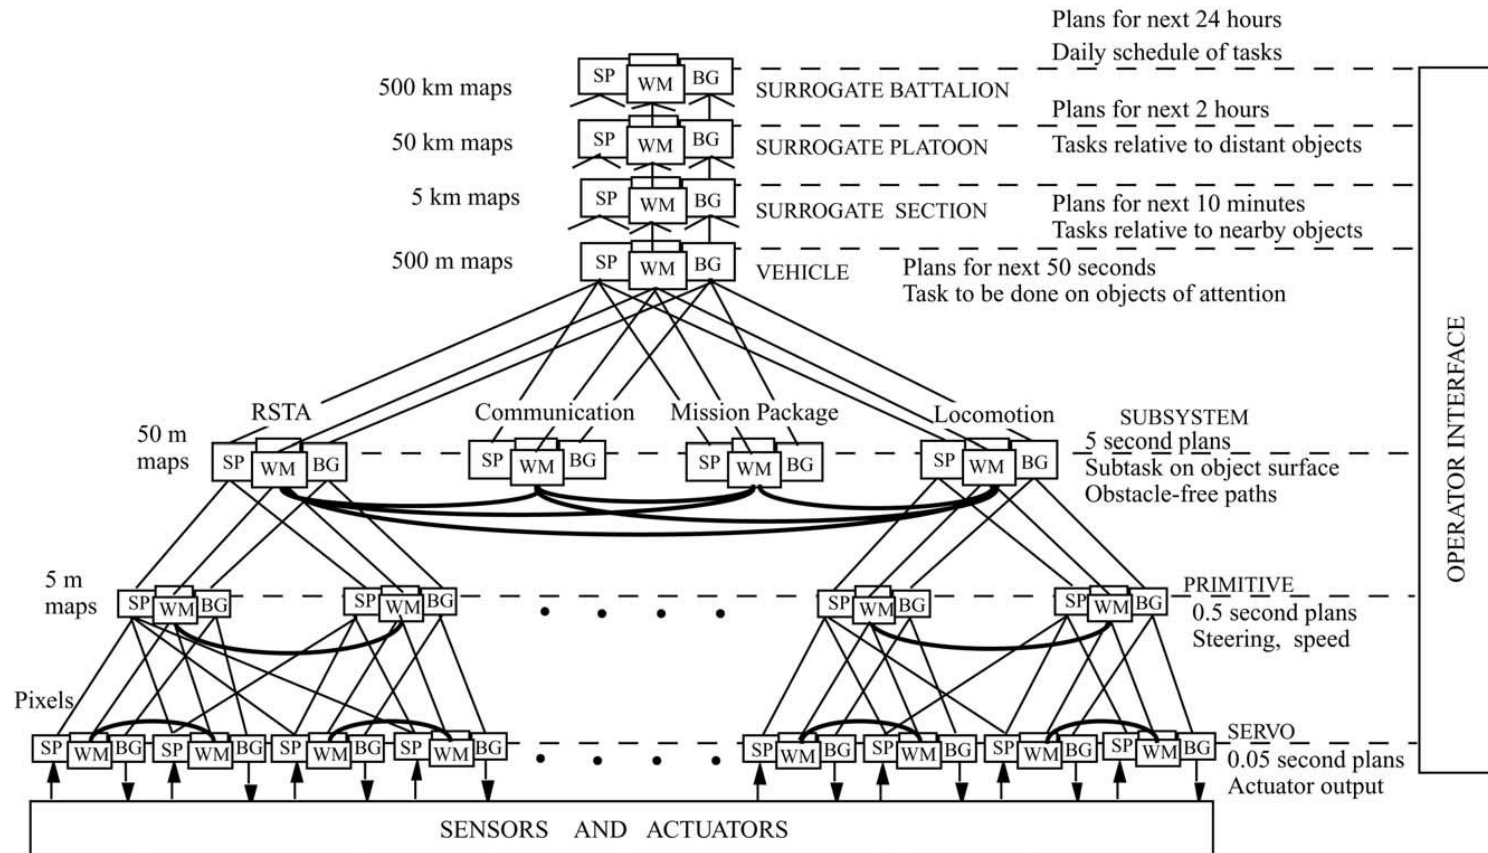 Plans for next 24 hours
Daily schedule of tasks
500 km maps
SP WM BG
SURROGATE BATTALION
Plans for next 2 hours
50 km maps
SP WM BG
SURROGATE PLATOON
Tasks relative to distant objects
5 km maps
SP WM BG
SURROGATE SECTION
Plans for next 10 minutes
Tasks relative to nearby objects
500 m maps
SP WM BG
VEHICLE
Plans for next 50 seconds
Task to be done on objects of attention
OPERATOR INTERFACE
RSTA
Communication
Mission Package
Locomotion
SUBSYSTEM
50 m
maps
SP WM BG
SP WM BG
SP WM BG
SP WM BG
5 second plans
Subtask on object surface
Obstacle-free paths
5 m
maps
SP WM BG
SP WM BG
SP WM BG
SP WM BG
PRIMITIVE
0.5 second plans
Steering, speed
Pixels
SP WM BG
SP WM BG
SP WM BG
SP WM BG
SP WM BG
SP WM BG
SP WM BG
SP WM BG
SERVO
0.05 second plans
Actuator output
SENSORS AND ACTUATORS